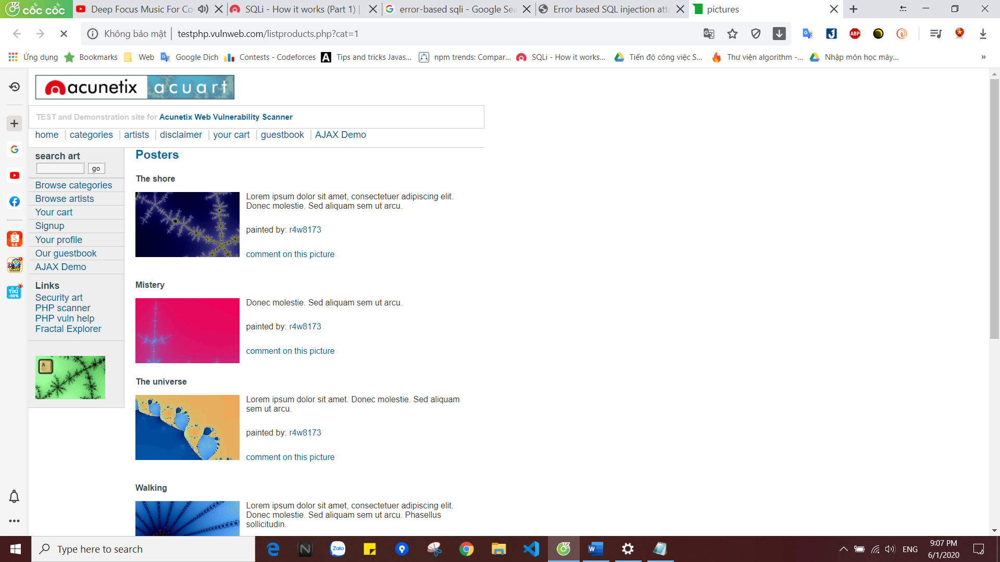 cốc cốc
Deep Focus Music For Co
SQLi - How it works (Part 1) |
error-based sqli - Google Sea
Error based SQL injection atta
pictures
Không bảo mật
testphp.vulnweb.com/listproducts.php?cat=1
ABP
Ứng dụng
Bookmarks
Web
Google Dịch
Contests - Codeforces
Tips and tricks Javas...
npm trends: Compar...
SQLi - How it works...
Tiến độ công việc S...
Thư viện algorithm -...
Nhập môn học máy...
»
acunetix acuart
TEST and Demonstration site for Acunetix Web Vulnerability Scanner
home | categories | artists | disclaimer | your cart | guestbook | AJAX Demo
search art
go
Browse categories
Browse artists
Your cart
Signup
Your profile
Our guestbook
AJAX Demo
Links
Security art
PHP scanner
PHP vuln help
Fractal Explorer
A
Posters
The shore
Lorem ipsum dolor sit amet, consectetuer adipiscing elit.
Donec molestie. Sed aliquam sem ut arcu.
painted by: r4w8173
comment on this picture
Mistery
Donec molestie. Sed aliquam sem ut arcu.
painted by: r4w8173
comment on this picture
The universe
Lorem ipsum dolor sit amet. Donec molestie. Sed aliquam
sem ut arcu.
painted by: r4w8173
comment on this picture
Walking
Lorem ipsum dolor sit amet, consectetuer adipiscing elit.
Donec molestie. Sed aliquam sem ut arcu. Phasellus
sollicitudin.
6.6
TIKI
-50%
Type here to search
Zalo
ENG
9:07 PM
6/1/2020